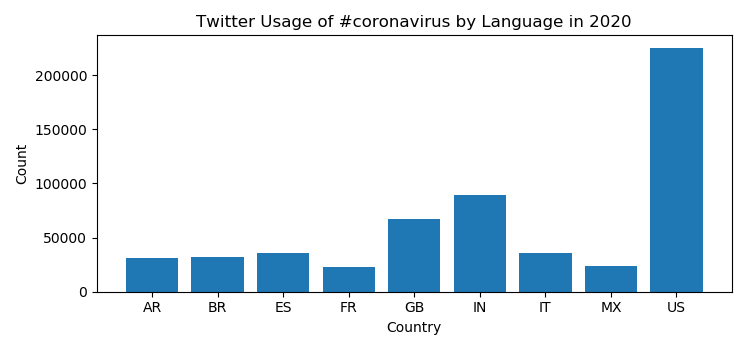 Twitter Usage of #coronavirus by Language in 2020
Count
200000
150000
100000
50000
0
AR BR ES FR GB IN IT MX US
Country